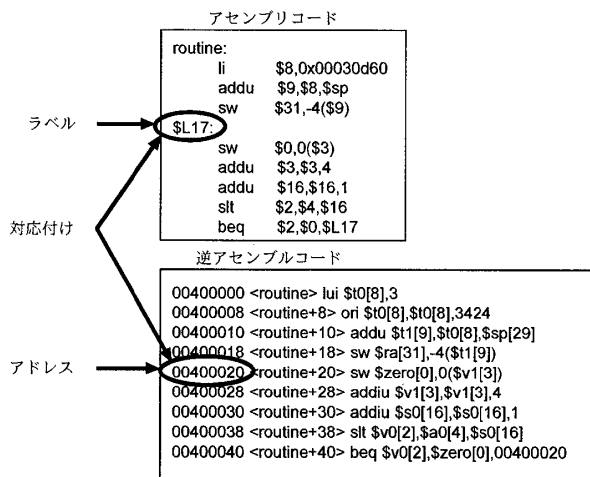 アセンブリコード
routine:
li $8,0x00030d60
addu $9,$8,$sp
sw $31,-4($9)
ラベル
$L17:
sw $0,0($3)
addu $3,$3,4
addu $16,$16,1
slt $2,$4,$16
beq $2,$0,$L17
対応付け
逆アセンブルコード
00400000 <routine> lui $t0[8],3
00400008 <routine+8> ori $t0[8],$t0[8],3424
00400010 <routine+10> addu $t1[9],$t0[8],$sp[29]
00400018 <routine+18> sw $ra[31],-4($t1[9])
アドレス
00400020 <routine+20> sw $zero[0],0($v1[3])
00400028 <routine+28> addiu $v1[3],$v1[3],4
00400030 <routine+30> addiu $s0[16],$s0[16],1
00400038 <routine+38> slt $v0[2],$a0[4],$s0[16]
00400040 <routine+40> beq $v0[2],$zero[0],00400020